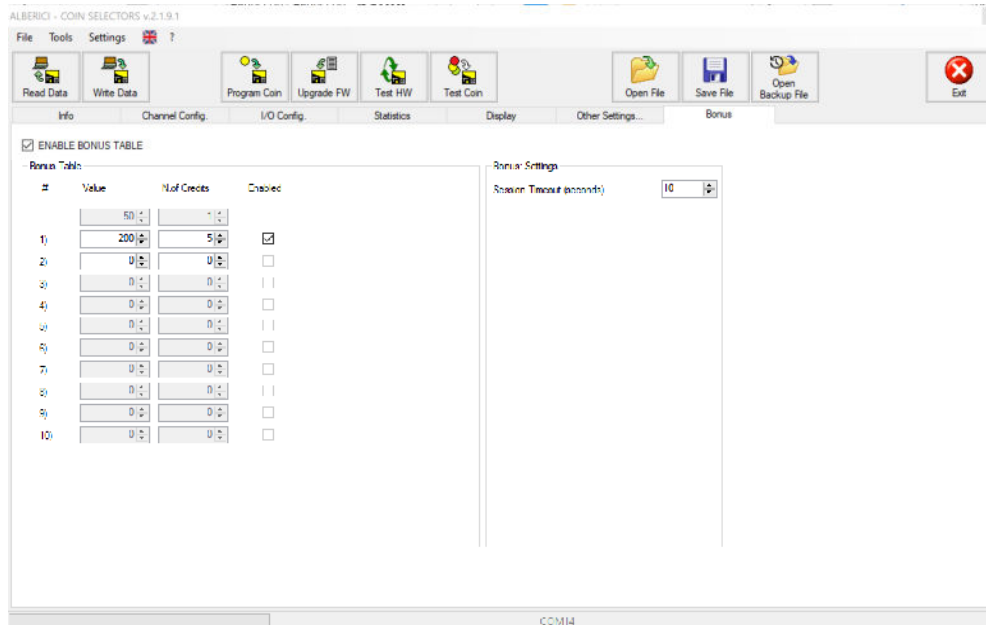 ALBERICI - COIN SELECTORS v.2.1.9.1
File Tools Settings ?
Read Data Write Data Program Coin Upgrade FW Test HW Test Coin Open File Save File Open Backup File Exit
Info Channel Config. I/O Config. Statistics Display Other Settings... Bonus
ENABLE BONUS TABLE
Bonus Table
# Value N.of Credits Enabled
50 1
1) 200 5
2) 0 0
3) 0 0
4) 0 0
5) 0 0
6) 0 0
7) 0 0
8) 0 0
9) 0 0
10) 0 0
Bonus Settings
Session Timeout (seconds) 10
COM14